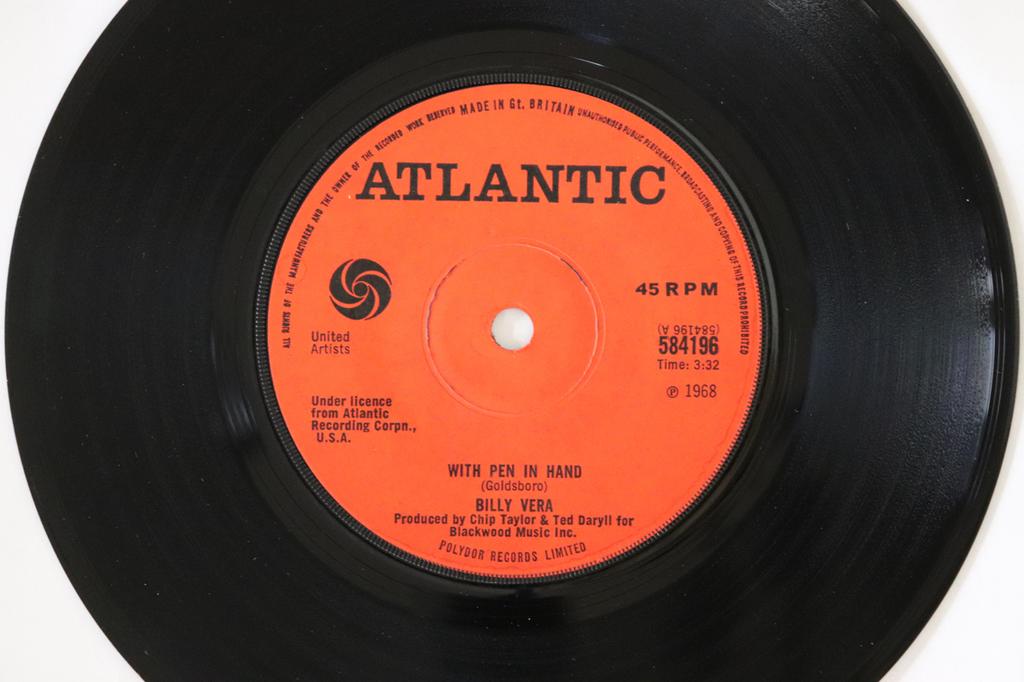 ALL RIGHTS OF THE MANUFACTURERS AND THE OWNER OF THE RECORDED WORK RESERVED MADE IN Gt. BRITAIN UNAUTHORISED PUBLIC PERFORMANCE, BROADCASTING AND COPYING OF THIS RECORD PROHIBITED
ATLANTIC
45 RPM
United
Artists
(584196 A)
584196
Time: 3:32
℗ 1968
Under licence
from Atlantic
Recording Corpn.,
U.S.A.
WITH PEN IN HAND
(Goldsboro)
BILLY VERA
Produced by Chip Taylor & Ted Daryll for
Blackwood Music Inc.
POLYDOR RECORDS LIMITED